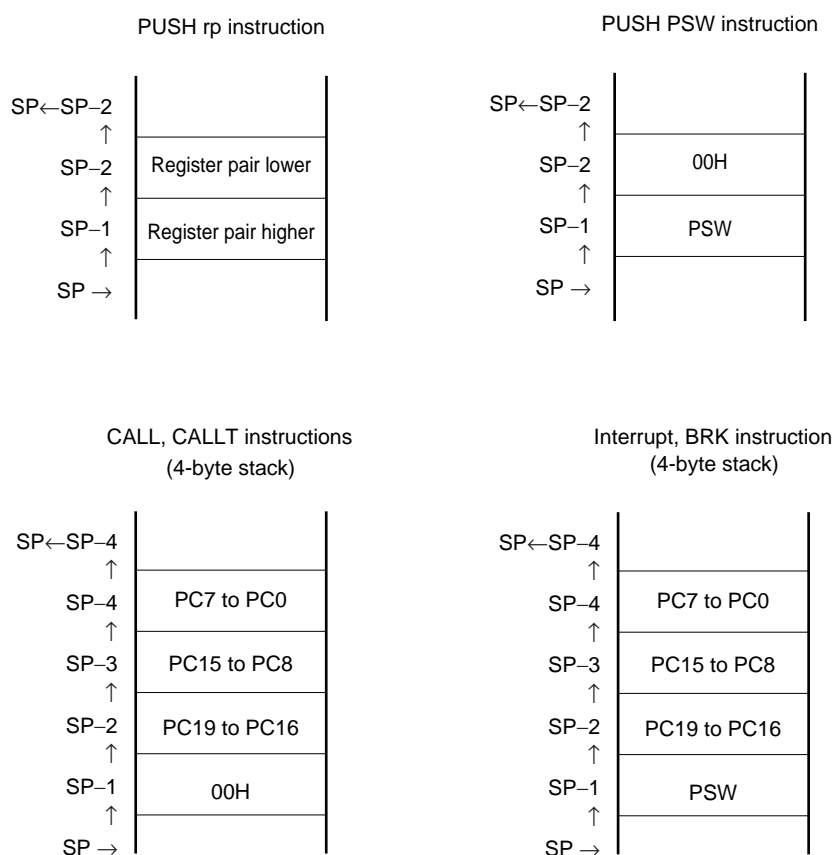 PUSH rp instruction
SP←SP–2
↑
SP–2
Register pair lower
↑
SP–1
Register pair higher
↑
SP →
PUSH PSW instruction
SP←SP–2
↑
SP–2
00H
↑
SP–1
PSW
↑
SP →
CALL, CALLT instructions
(4-byte stack)
SP←SP–4
↑
SP–4
PC7 to PC0
↑
SP–3
PC15 to PC8
↑
SP–2
PC19 to PC16
↑
SP–1
00H
↑
SP →
Interrupt, BRK instruction
(4-byte stack)
SP←SP–4
↑
SP–4
PC7 to PC0
↑
SP–3
PC15 to PC8
↑
SP–2
PC19 to PC16
↑
SP–1
PSW
↑
SP →